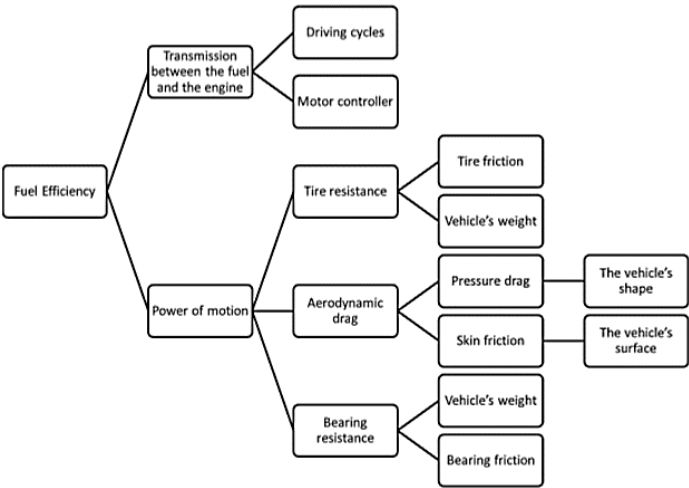 Fuel Efficiency
Transmission
between the fuel
and the engine
Driving cycles
Motor controller
Power of motion
Tire resistance
Tire friction
Vehicle's weight
Aerodynamic
drag
Pressure drag
The vehicle's
shape
Skin friction
The vehicle's
surface
Bearing
resistance
Vehicle's weight
Bearing friction